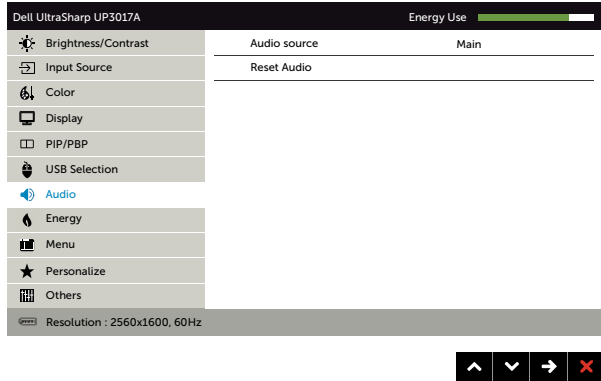 Dell UltraSharp UP3017A Energy Use
Brightness/Contrast Audio source Main
Input Source Reset Audio
Color
Display
PIP/PBP
USB Selection
Audio
Energy
Menu
Personalize
Others
Resolution : 2560x1600, 60Hz